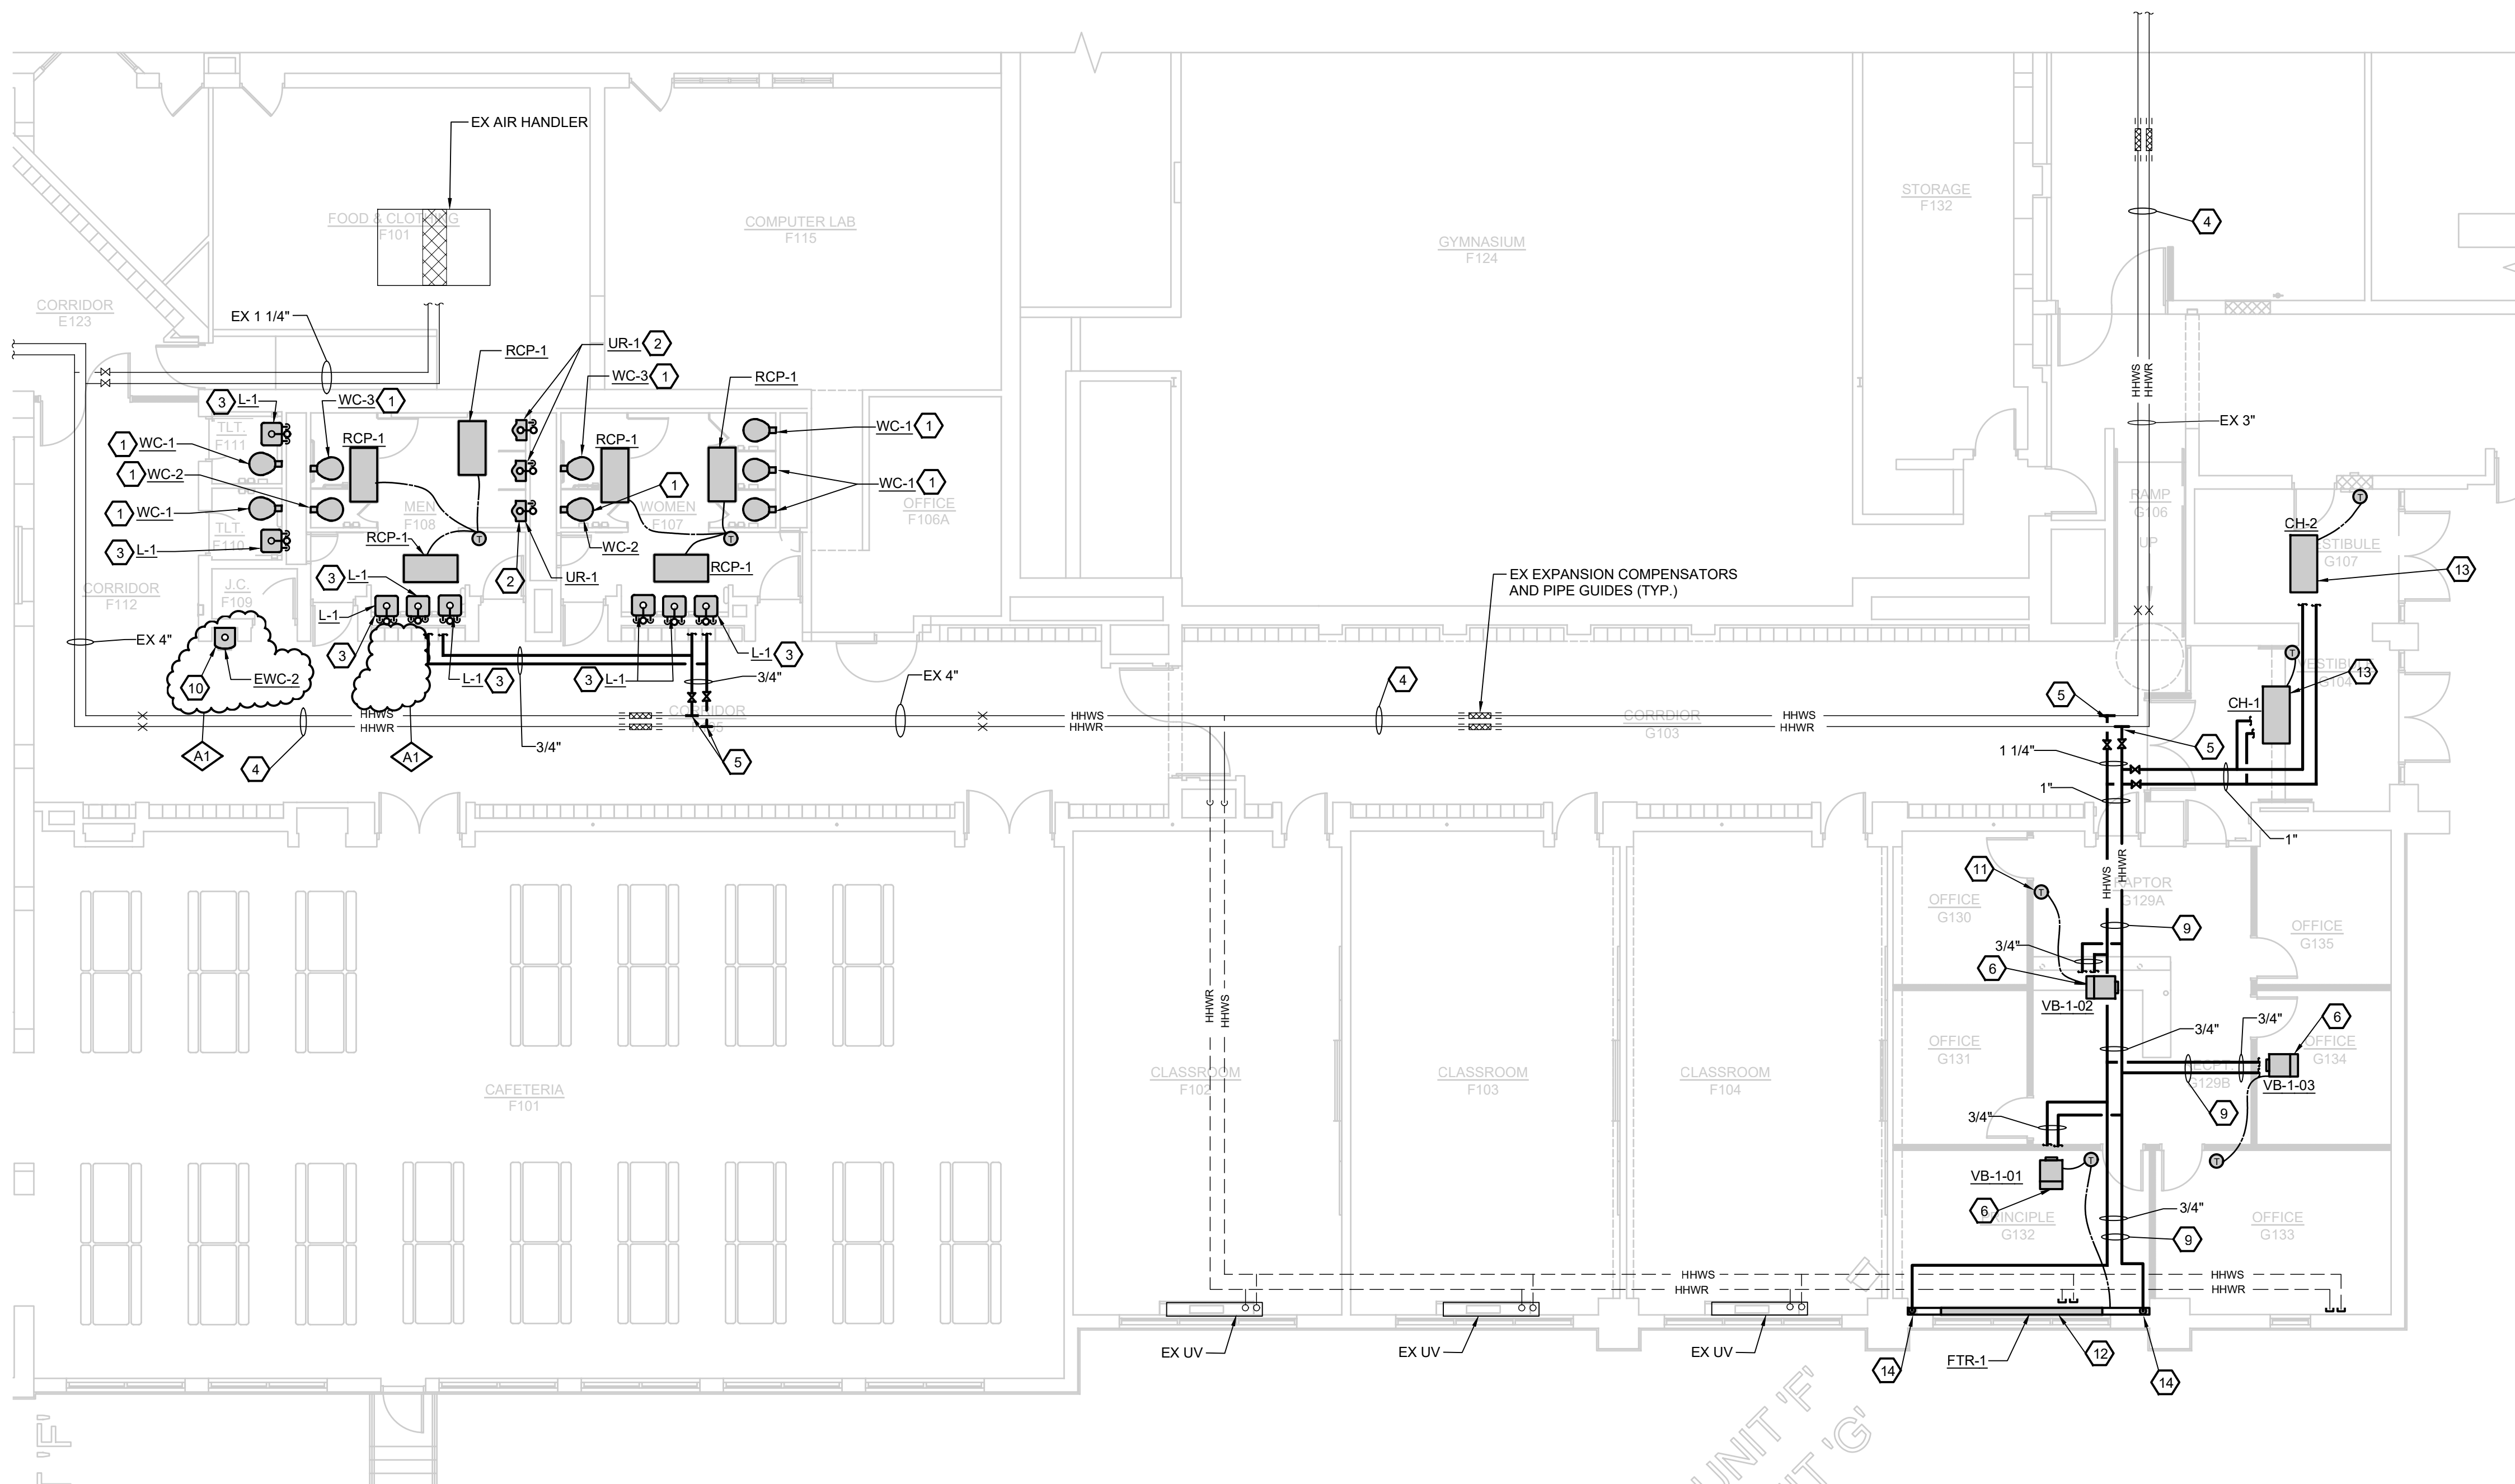 EX AIR HANDLER
FOOD & CLOTHING
F101
COMPUTER LAB
F115
GYMNASIUM
F124
STORAGE
F132
4
CORRIDOR
E123
EX 1 1/4"
RCP-1
UR-1
2
WC-3
1
RCP-1
HHWS
HHWR
EX 3"
3
L-1
WC-3
1
TLT.
F111
1
WC-1
1
WC-2
1
WC-1
TLT.
F110
3
L-1
RCP-1
RCP-1
MEN
F108
RCP-1
1
WOMEN
F107
WC-2
WC-1
1
WC-1
1
OFFICE
F106A
RCP-1
2
UR-1
RAMP
G106
UP
CH-2
VESTIBULE
G107
13
CORRIDOR
F112
J.C.
F109
3
L-1
L-1
3
L-1
3
3
L-1
L-1
3
EX EXPANSION COMPENSATORS
AND PIPE GUIDES (TYP.)
EX 4"
10
EWC-2
3/4"
EX 4"
4
5
VESTIBULE
G104
13
CH-1
HHWS
HHWR
CORRIDOR
HHWS
HHWR
CORRDIOR
G103
HHWS
HHWR
A1
4
A1
3/4"
5
5
1 1/4"
1"
1"
HHWS
HHWR
11
OFFICE
G130
RAPTOR
G129A
OFFICE
G135
9
3/4"
6
VB-1-02
HHWR
HHWS
3/4"
3/4"
6
OFFICE
G131
OFFICE
G134
VB-1-03
G129B
9
CAFETERIA
F101
CLASSROOM
F102
CLASSROOM
F103
CLASSROOM
F104
3/4"
VB-1-01
6
PRINCIPLE
G132
3/4"
9
OFFICE
G133
HHWS
HHWR
HHWS
HHWR
EX UV
EX UV
EX UV
FTR-1
12
14
14
UNIT 'F'
'G'
'F'
T
T
T
T
T
T
T